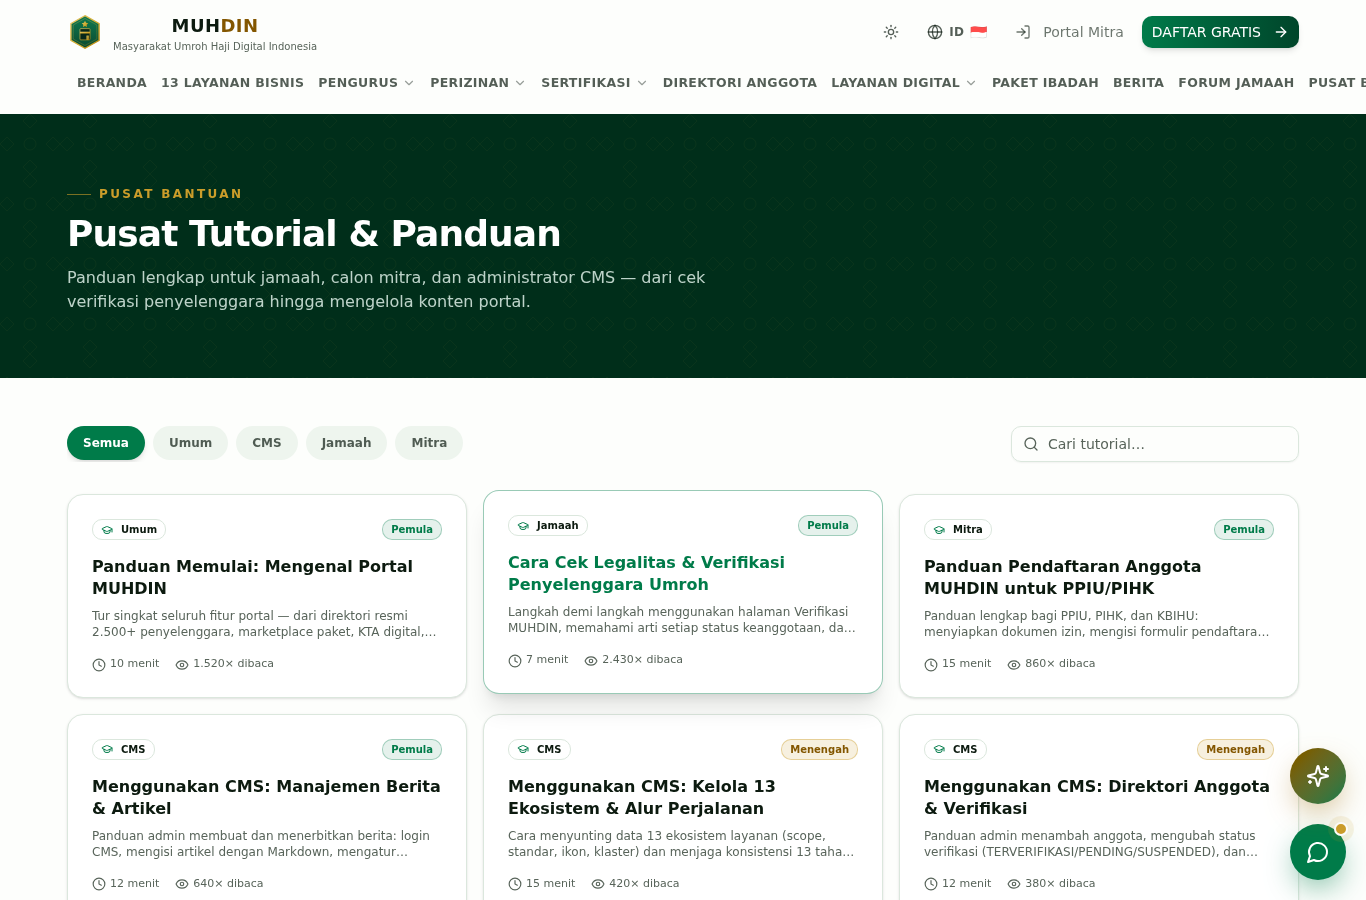 MUHDIN
Masyarakat Umroh Haji Digital Indonesia
ID
Portal Mitra
DAFTAR GRATIS
BERANDA 13 LAYANAN BISNIS PENGURUS PERIZINAN SERTIFIKASI DIREKTORI ANGGOTA LAYANAN DIGITAL PAKET IBADAH BERITA FORUM JAMAAH PUSAT B
PUSAT BANTUAN
Pusat Tutorial & Panduan
Panduan lengkap untuk jamaah, calon mitra, dan administrator CMS — dari cek
verifikasi penyelenggara hingga mengelola konten portal.
Semua Umum CMS Jamaah Mitra
Cari tutorial...
Umum Pemula
Panduan Memulai: Mengenal Portal
MUHDIN
Tur singkat seluruh fitur portal — dari direktori resmi
2.500+ penyelenggara, marketplace paket, KTA digital,...
10 menit 1.520× dibaca
Jamaah Pemula
Cara Cek Legalitas & Verifikasi
Penyelenggara Umroh
Langkah demi langkah menggunakan halaman Verifikasi
MUHDIN, memahami arti setiap status keanggotaan, da...
7 menit 2.430× dibaca
Mitra Pemula
Panduan Pendaftaran Anggota
MUHDIN untuk PPIU/PIHK
Panduan lengkap bagi PPIU, PIHK, dan KBIHU:
menyiapkan dokumen izin, mengisi formulir pendaftara...
15 menit 860× dibaca
CMS Pemula
Menggunakan CMS: Manajemen Berita
& Artikel
Panduan admin membuat dan menerbitkan berita: login
CMS, mengisi artikel dengan Markdown, mengatur...
12 menit 640× dibaca
CMS Menengah
Menggunakan CMS: Kelola 13
Ekosistem & Alur Perjalanan
Cara menyunting data 13 ekosistem layanan (scope,
standar, ikon, klaster) dan menjaga konsistensi 13 taha...
15 menit 420× dibaca
CMS Menengah
Menggunakan CMS: Direktori Anggota
& Verifikasi
Panduan admin menambah anggota, mengubah status
verifikasi (TERVERIFIKASI/PENDING/SUSPENDED), dan...
12 menit 380× dibaca